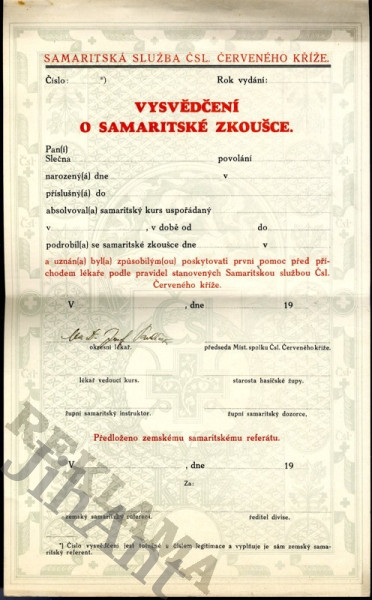 SAMARITSKÁ SLUŽBA ČSL. ČERVENÉHO KŘÍŽE.
Číslo: *) Rok vydání:
VYSVĚDČENÍ
O SAMARITSKÉ ZKOUŠCE.
Pan(í)
Slečna povolání
narozený(á) dne v
příslušný(á) do
absolvoval(a) samaritský kurs uspořádaný
v , v době od do
podrobil(a) se samaritské zkoušce dne v
a uznán(a) byl(a) způsobilým(ou) poskytovati první pomoc před pří-
chodem lékaře podle pravidel stanovených Samaritskou službou Čsl.
Červeného kříže.
V , dne 19
okresní lékař. předseda Míst. spolku Čsl. Červeného kříže.
lékař vedoucí kurs. starosta hasičské župy.
župní samaritský instruktor. župní samaritský dozorce.
Předloženo zemskému samaritskému referátu.
V , dne 19
Za:
zemský samaritský referent. ředitel divise.
*) Číslo vysvědčení jest totožné s číslem legitimace a vyplňuje je sám zemský sama-
ritský referent.
REKLAMA
JihAnt